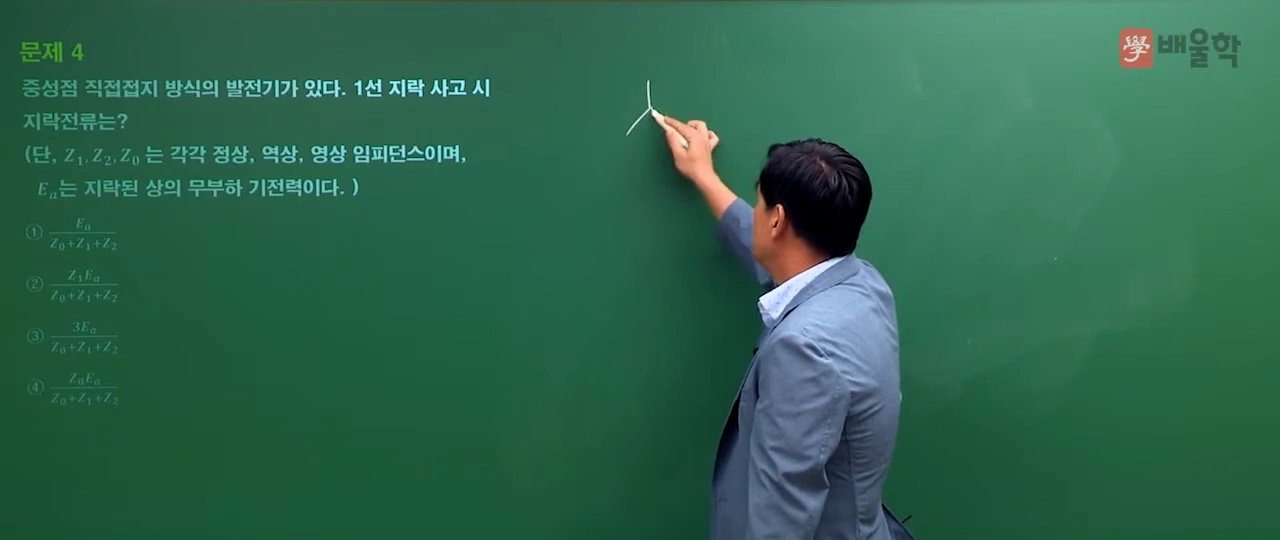 學 배울학
문제 4
중성점 직접접지 방식의 발전기가 있다. 1선 지락 사고 시
지락전류는?
(단, Z₁, Z₂, Z₀ 는 각각 정상, 역상, 영상 임피던스이며,
Eₐ는 지락된 상의 무부하 기전력이다. )
① Eₐ / Z₀+Z₁+Z₂
② Z₁Eₐ / Z₀+Z₁+Z₂
③ 3Eₐ / Z₀+Z₁+Z₂
④ Z₀Eₐ / Z₀+Z₁+Z₂